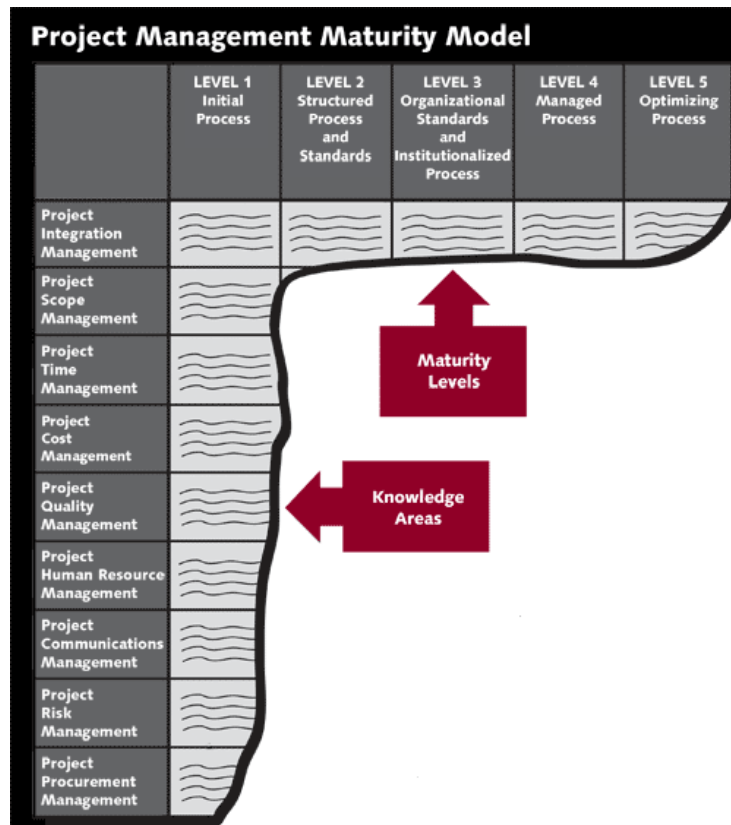 Project Management Maturity Model
LEVEL 1
Initial
Process
LEVEL 2
Structured
Process
and
Standards
LEVEL 3
Organizational
Standards
and
Institutionalized
Process
LEVEL 4
Managed
Process
LEVEL 5
Optimizing
Process
Project
Integration
Management
Project
Scope
Management
Project
Time
Management
Project
Cost
Management
Project
Quality
Management
Project
Human Resource
Management
Project
Communications
Management
Project
Risk
Management
Project
Procurement
Management
Maturity
Levels
Knowledge
Areas